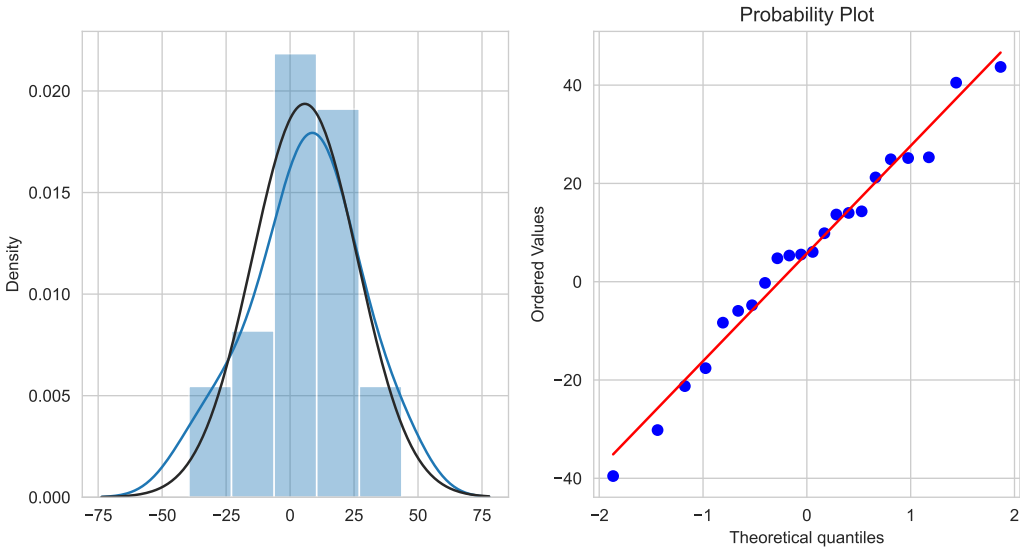 Density
0.020
0.015
0.010
0.005
0.000
−75 −50 −25 0 25 50 75
Probability Plot
Ordered Values
40
20
0
−20
−40
−2 −1 0 1 2
Theoretical quantiles